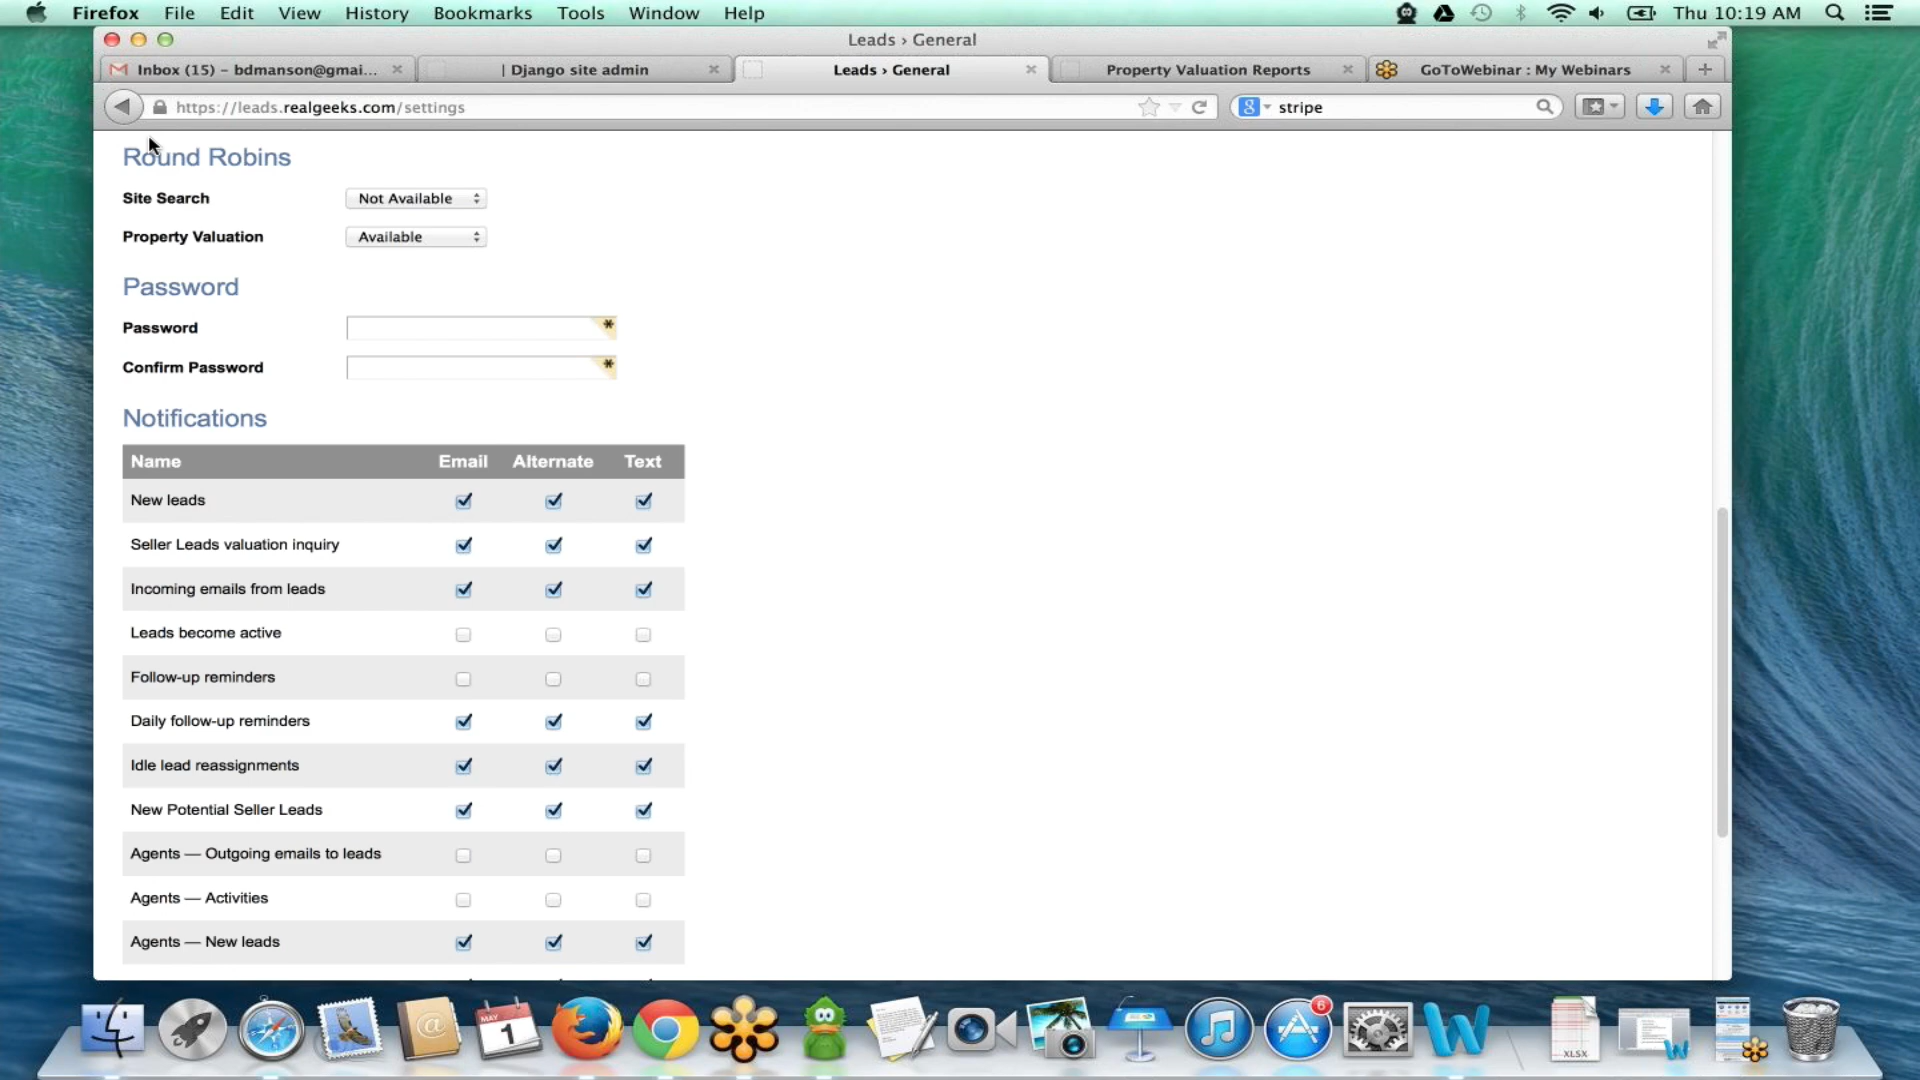 Firefox File Edit View History Bookmarks Tools Window Help Thu 10:19 AM
Leads › General
Inbox (15) – bdmanson@gmai... | Django site admin Leads › General Property Valuation Reports GoToWebinar : My Webinars
https://leads.realgeeks.com/settings stripe
Round Robins
Site Search Not Available
Property Valuation Available
Password
Password *
Confirm Password *
Notifications
Name Email Alternate Text
New leads
Seller Leads valuation inquiry
Incoming emails from leads
Leads become active
Follow-up reminders
Daily follow-up reminders
Idle lead reassignments
New Potential Seller Leads
Agents — Outgoing emails to leads
Agents — Activities
Agents — New leads
MAY
1
6
XLSX